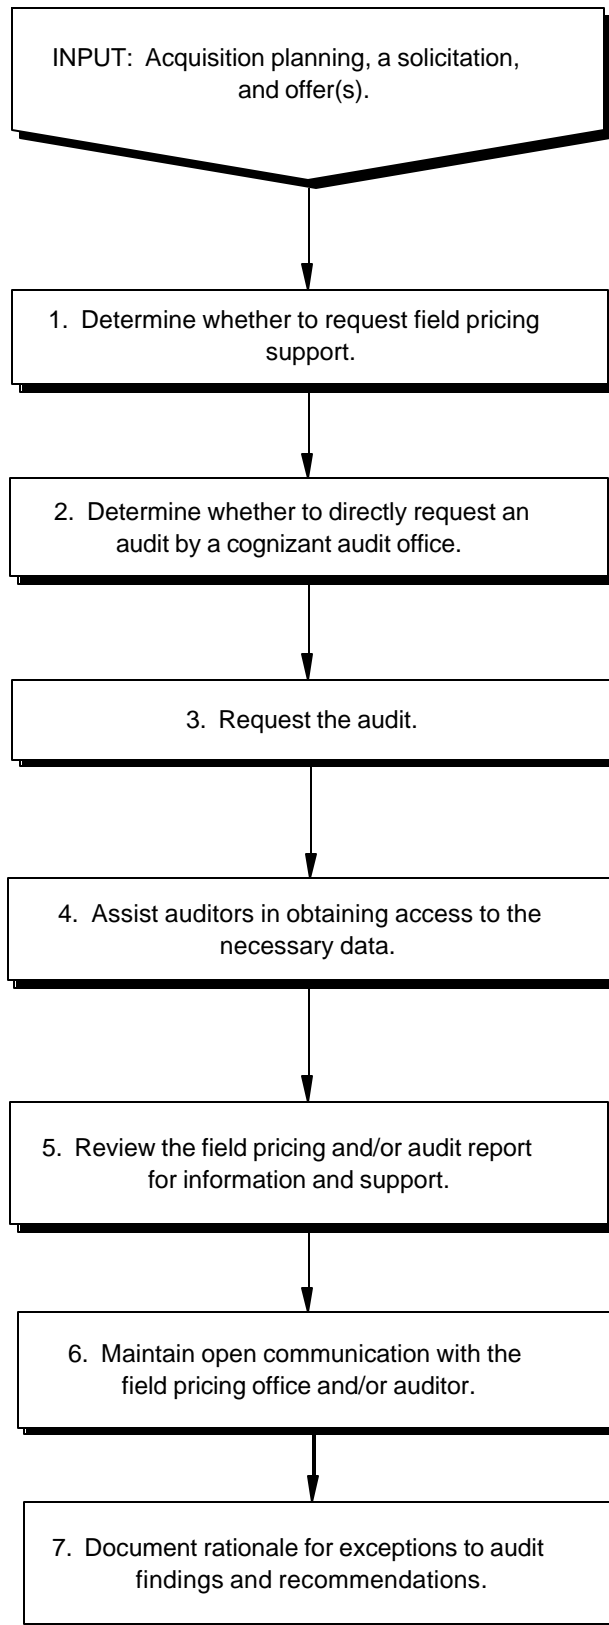 INPUT:  Acquisition planning, a solicitation,
and offer(s).
1.  Determine whether to request field pricing
support.
2.  Determine whether to directly request an
audit by a cognizant audit office.
3.  Request the audit.
4.  Assist auditors in obtaining access to the
necessary data.
5.  Review the field pricing and/or audit report
for information and support.
6.  Maintain open communication with the
field pricing office and/or auditor.
7.  Document rationale for exceptions to audit
findings and recommendations.